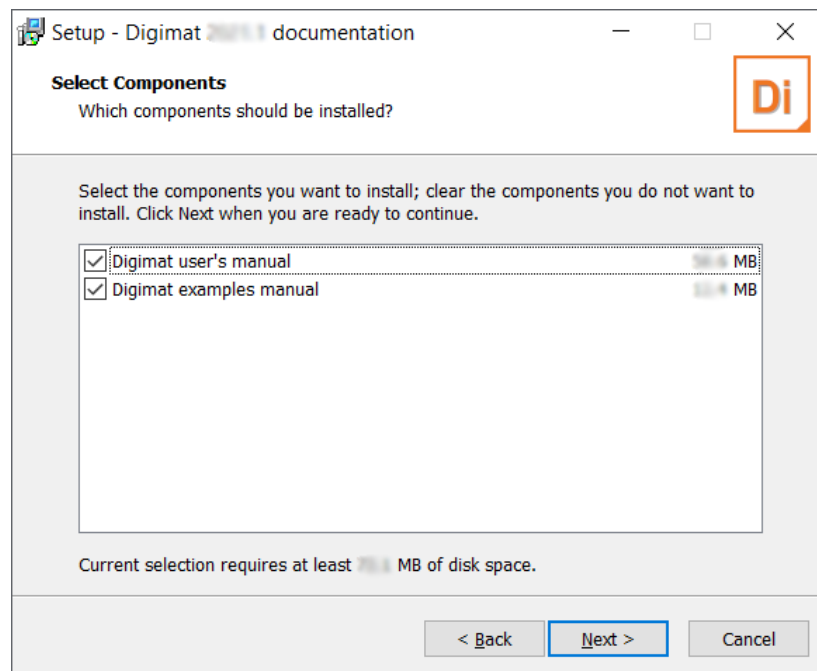 Setup - Digimat documentation
Select Components
Which components should be installed?
Di
Select the components you want to install; clear the components you do not want to
install. Click Next when you are ready to continue.
Digimat user's manual MB
Digimat examples manual MB
Current selection requires at least MB of disk space.
< Back Next > Cancel